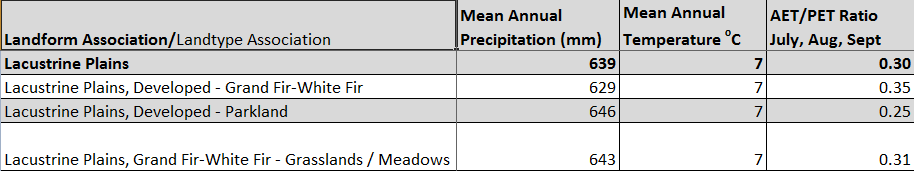 Landform Association/Landtype Association Mean Annual Precipitation (mm) Mean Annual Temperature °C AET/PET Ratio July, Aug, Sept
Lacustrine Plains 639 7 0.30
Lacustrine Plains, Developed - Grand Fir-White Fir 629 7 0.35
Lacustrine Plains, Developed - Parkland 646 7 0.25
Lacustrine Plains, Grand Fir-White Fir - Grasslands / Meadows 643 7 0.31